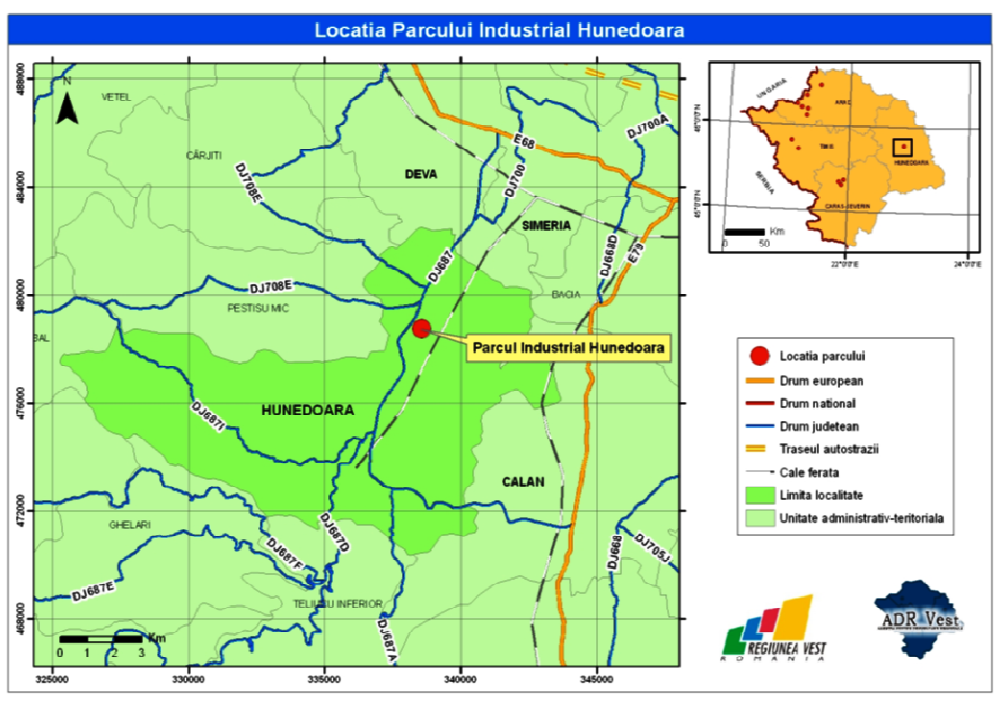 Locatia Parcului Industrial Hunedoara
488000
484000
480000
476000
472000
468000
N
VETEL
CÂRJITI
DJ708E
DEVA
E68
DJ700
DJ700A
SIMERIA
DJ687
DJ668D
E79
BACIA
DJ708E
PESTISU MIC
BAL
Parcul Industrial Hunedoara
HUNEDOARA
DJ687I
CALAN
GHELARI
DJ687F
DJ687D
DJ668
DJ705J
DJ687E
TELIUCU INFERIOR
DJ687A
Km
0 1 2 3
325000 330000 335000 340000 345000
UNGARIA
ARAD
TIMIS
HUNEDOARA
SERBIA
CARAS-SEVERIN
Km
0 50
22°0'0"E 24°0'0"E
Locatia parcului
Drum european
Drum national
Drum judetean
Traseul autostrazii
Cale ferata
Limita localitate
Unitate administrativ-teritoriala
REGIUNEA VEST
ROMANIA
ADR Vest